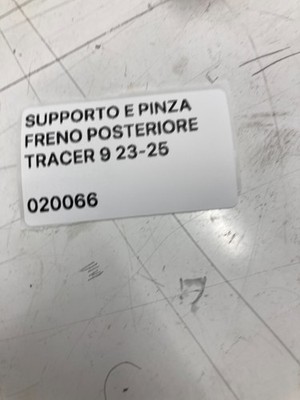 SUPPORTO E PINZA
FRENO POSTERIORE
TRACER 9 23-25
020066